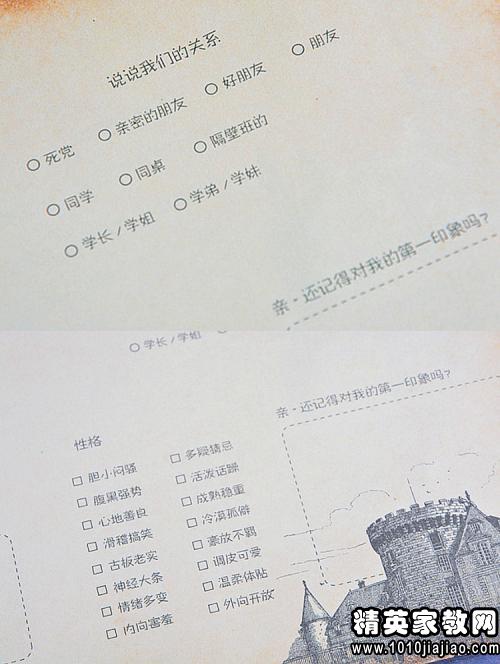 说说我们的关系
○死党 ○亲密的朋友 ○好朋友 ○朋友
○同学 ○同桌 ○隔壁班的
○学长/学姐 ○学弟/学妹
亲·还记得对我的第一印象吗?
○学长/学姐
亲·还记得对我的第一印象吗?
性格
□胆小闷骚 □多疑猜忌
□腹黑强势 □活泼话躁
□心地善良 □成熟稳重
□滑稽搞笑 □冷漠孤僻
□古板老实 □豪放不羁
□神经大条 □调皮可爱
□情绪多变 □温柔体贴
□内向害羞 □外向开放
精英家教网
www.1010jiajiao.com